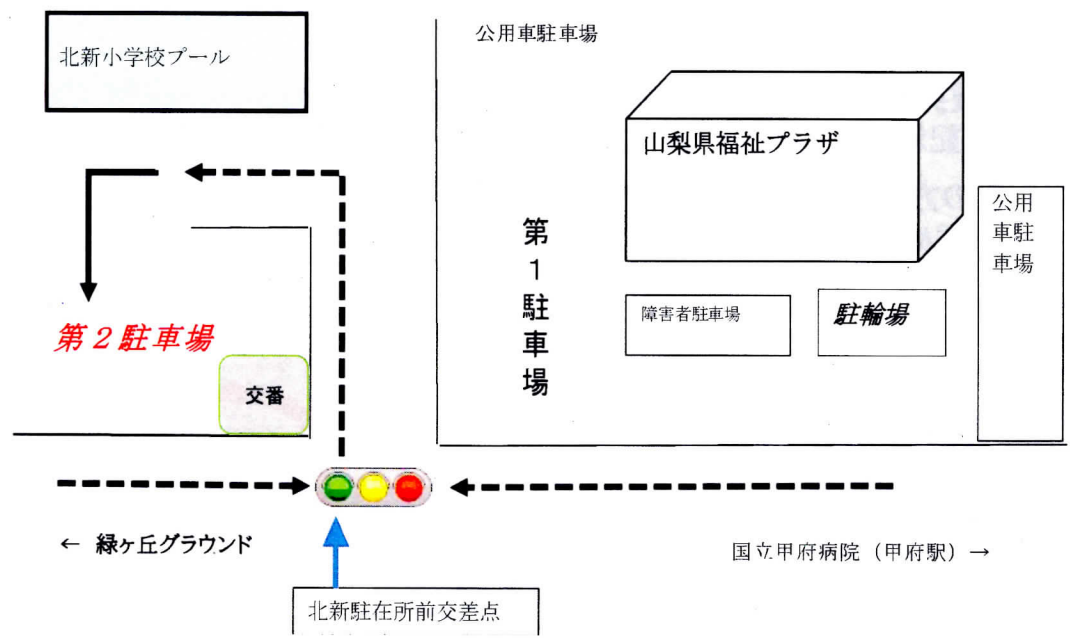 北新小学校プール
公用車駐車場
山梨県福祉プラザ
公用
車駐
車場
第1駐車場
障害者駐車場
駐輪場
第2駐車場
交番
← 緑ヶ丘グラウンド
国立甲府病院（甲府駅）→
北新駐在所前交差点